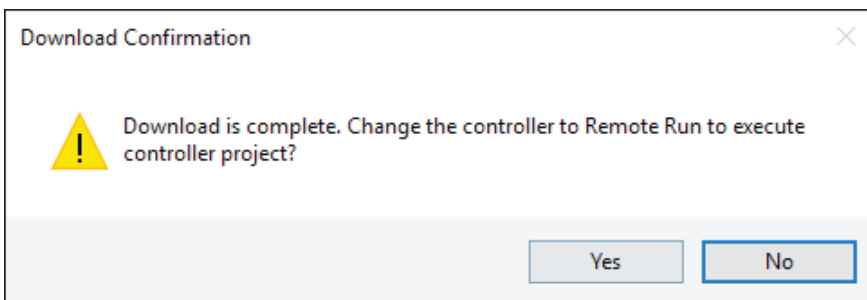 Download Confirmation
Download is complete. Change the controller to Remote Run to execute
controller project?
Yes No